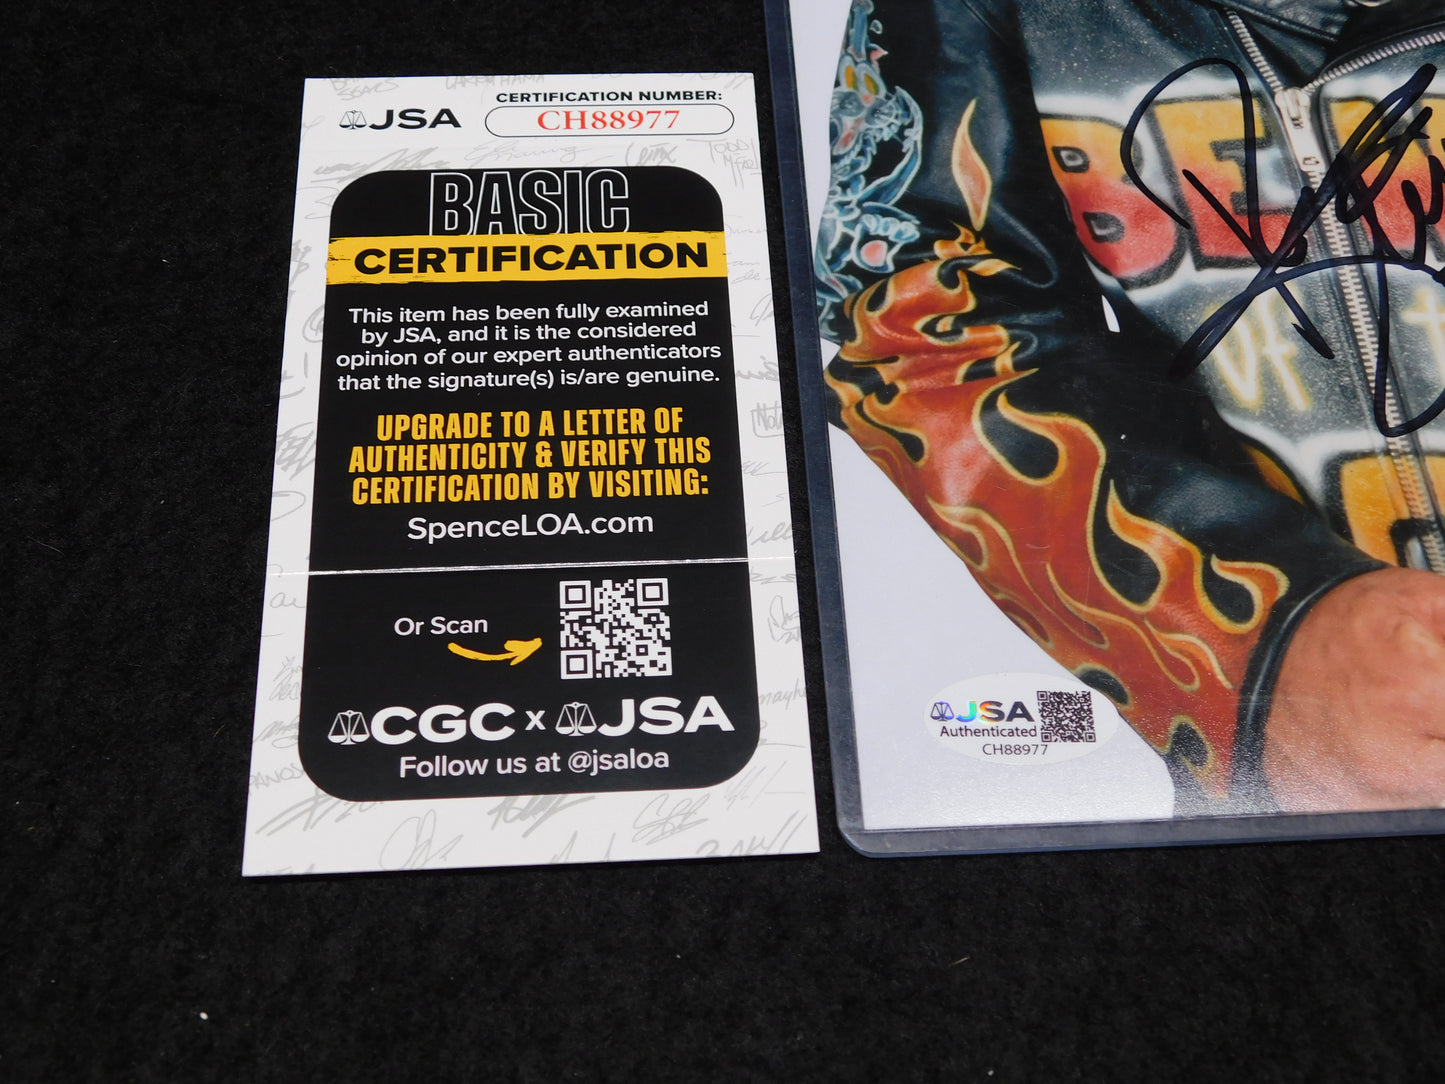 JSA
CERTIFICATION NUMBER:
CH88977
BASIC
CERTIFICATION
This item has been fully examined
by JSA, and it is the considered
opinion of our expert authenticators
that the signature(s) is/are genuine.
UPGRADE TO A LETTER OF
AUTHENTICITY & VERIFY THIS
CERTIFICATION BY VISITING:
SpenceLOA.com
Or Scan
CGC x JSA
Follow us at @jsaloa
BE
of
JSA
Authenticated
CH88977